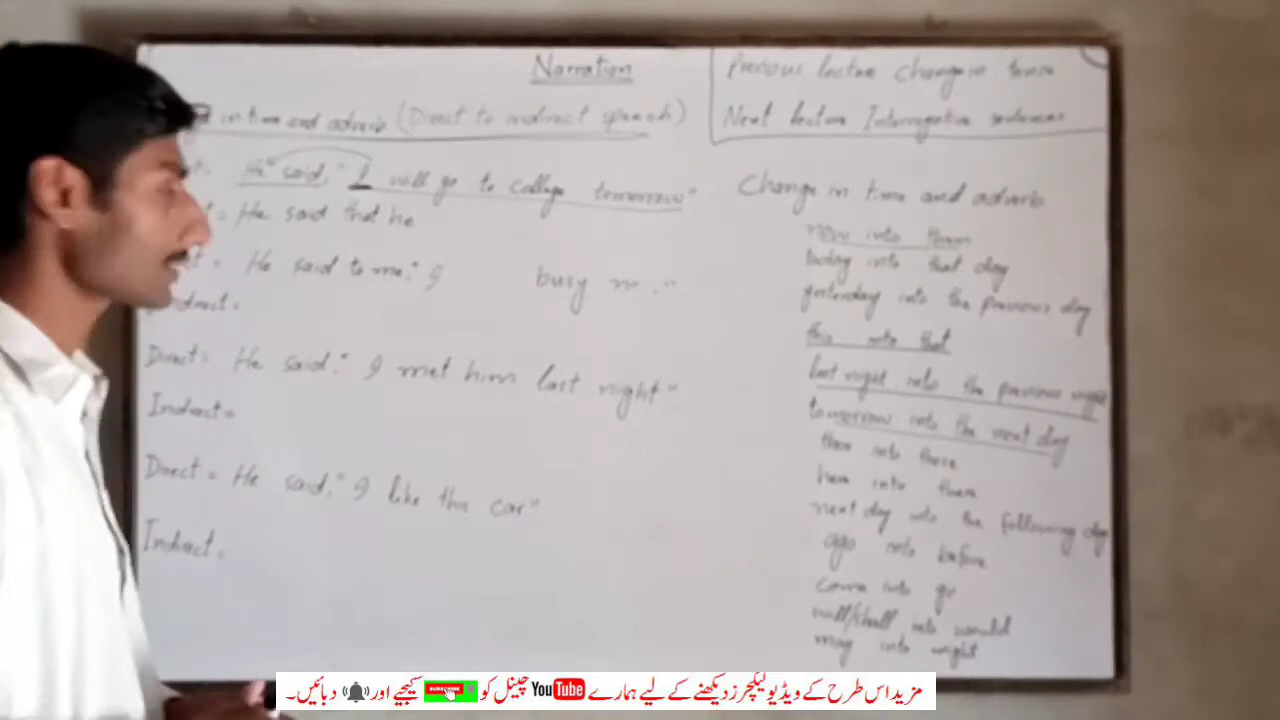 Narration
in time and adverb (Direct to indirect speech)
He said, "I will go to college tomorrow"
He said that he
He said to me: "I busy
Indirect =
Direct = He said: "I met him last night"
Indirect =
Direct = He said, "I like this car"
Indirect =
Previous lecture Change in tense
Next lecture Interrogative sentences
Change in time and adverb
now into then
today into that day
yesterday into the previous day
this into that
last night into the previous night
tomorrow into the next day
into those
into
next day into the following day
ago into before
come into go
will/shall into would
may into might
مزید اس طرح کے ویڈیو لیکچرز دیکھنے کے لیے ہمارے YouTube چینل کو SUBSCRIBE کیجیے اور دبائیں۔